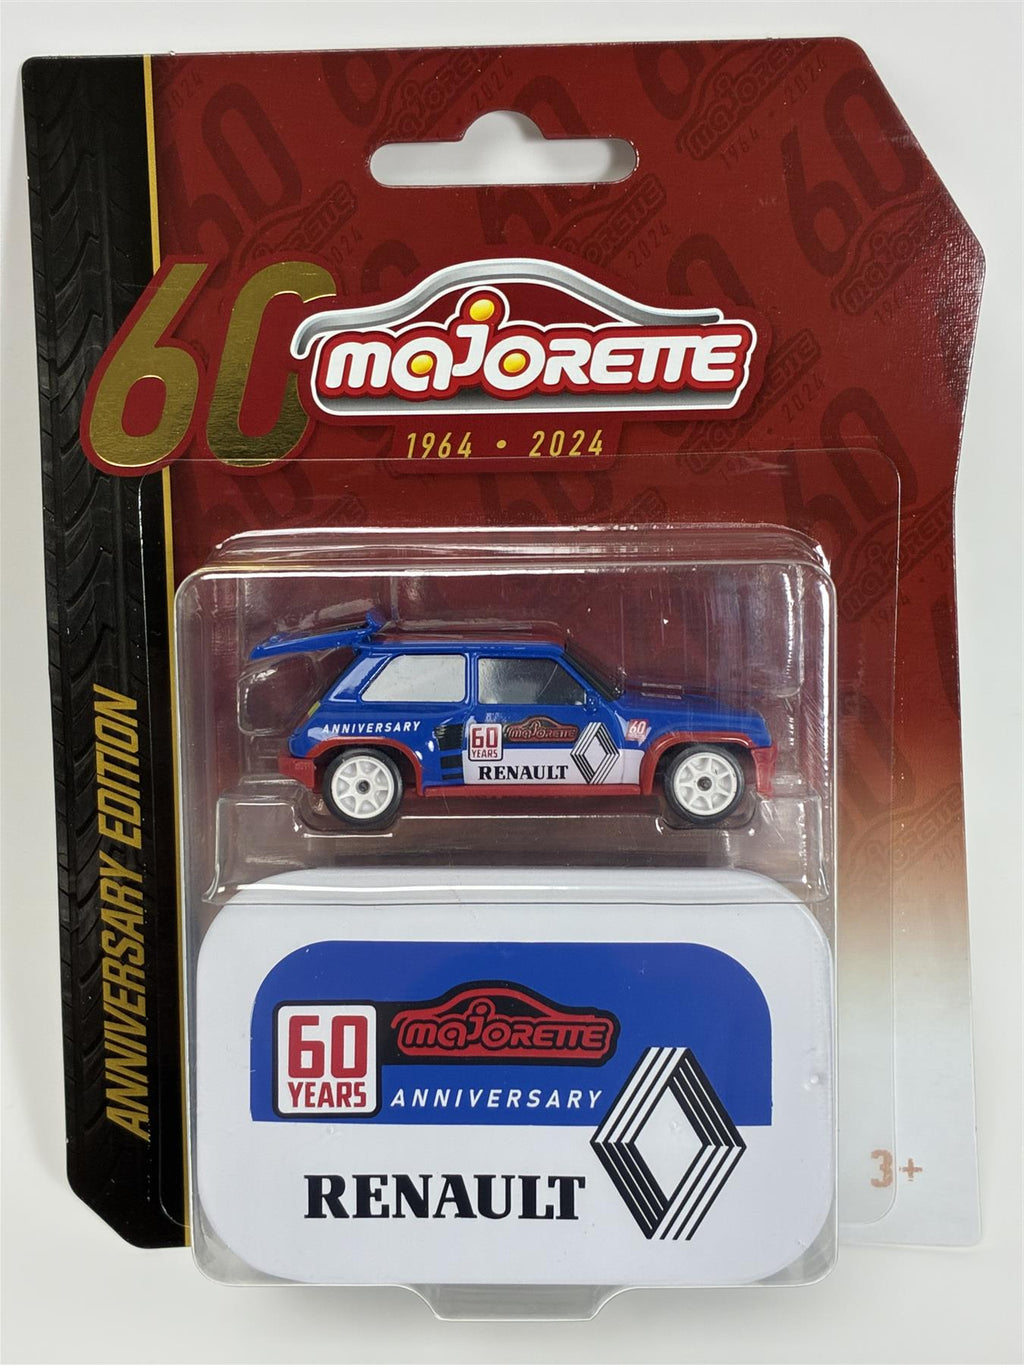 60 majorette
1964 • 2024
ANNIVERSARY EDITION
ANNIVERSARY
60
YEARS
majorette
60
RENAULT
60
YEARS
majorette
ANNIVERSARY
RENAULT
3+